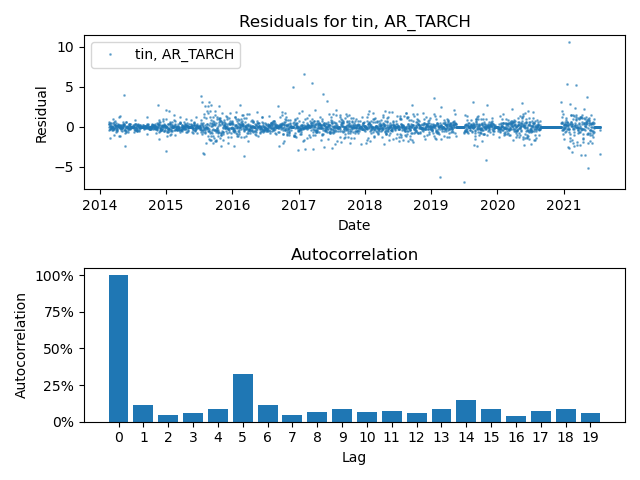 Residuals for tin, AR_TARCH
10
5
0
−5
Residual
tin, AR_TARCH
2014 2015 2016 2017 2018 2019 2020 2021
Date
Autocorrelation
100%
75%
50%
25%
0%
Autocorrelation
0 1 2 3 4 5 6 7 8 9 10 11 12 13 14 15 16 17 18 19
Lag